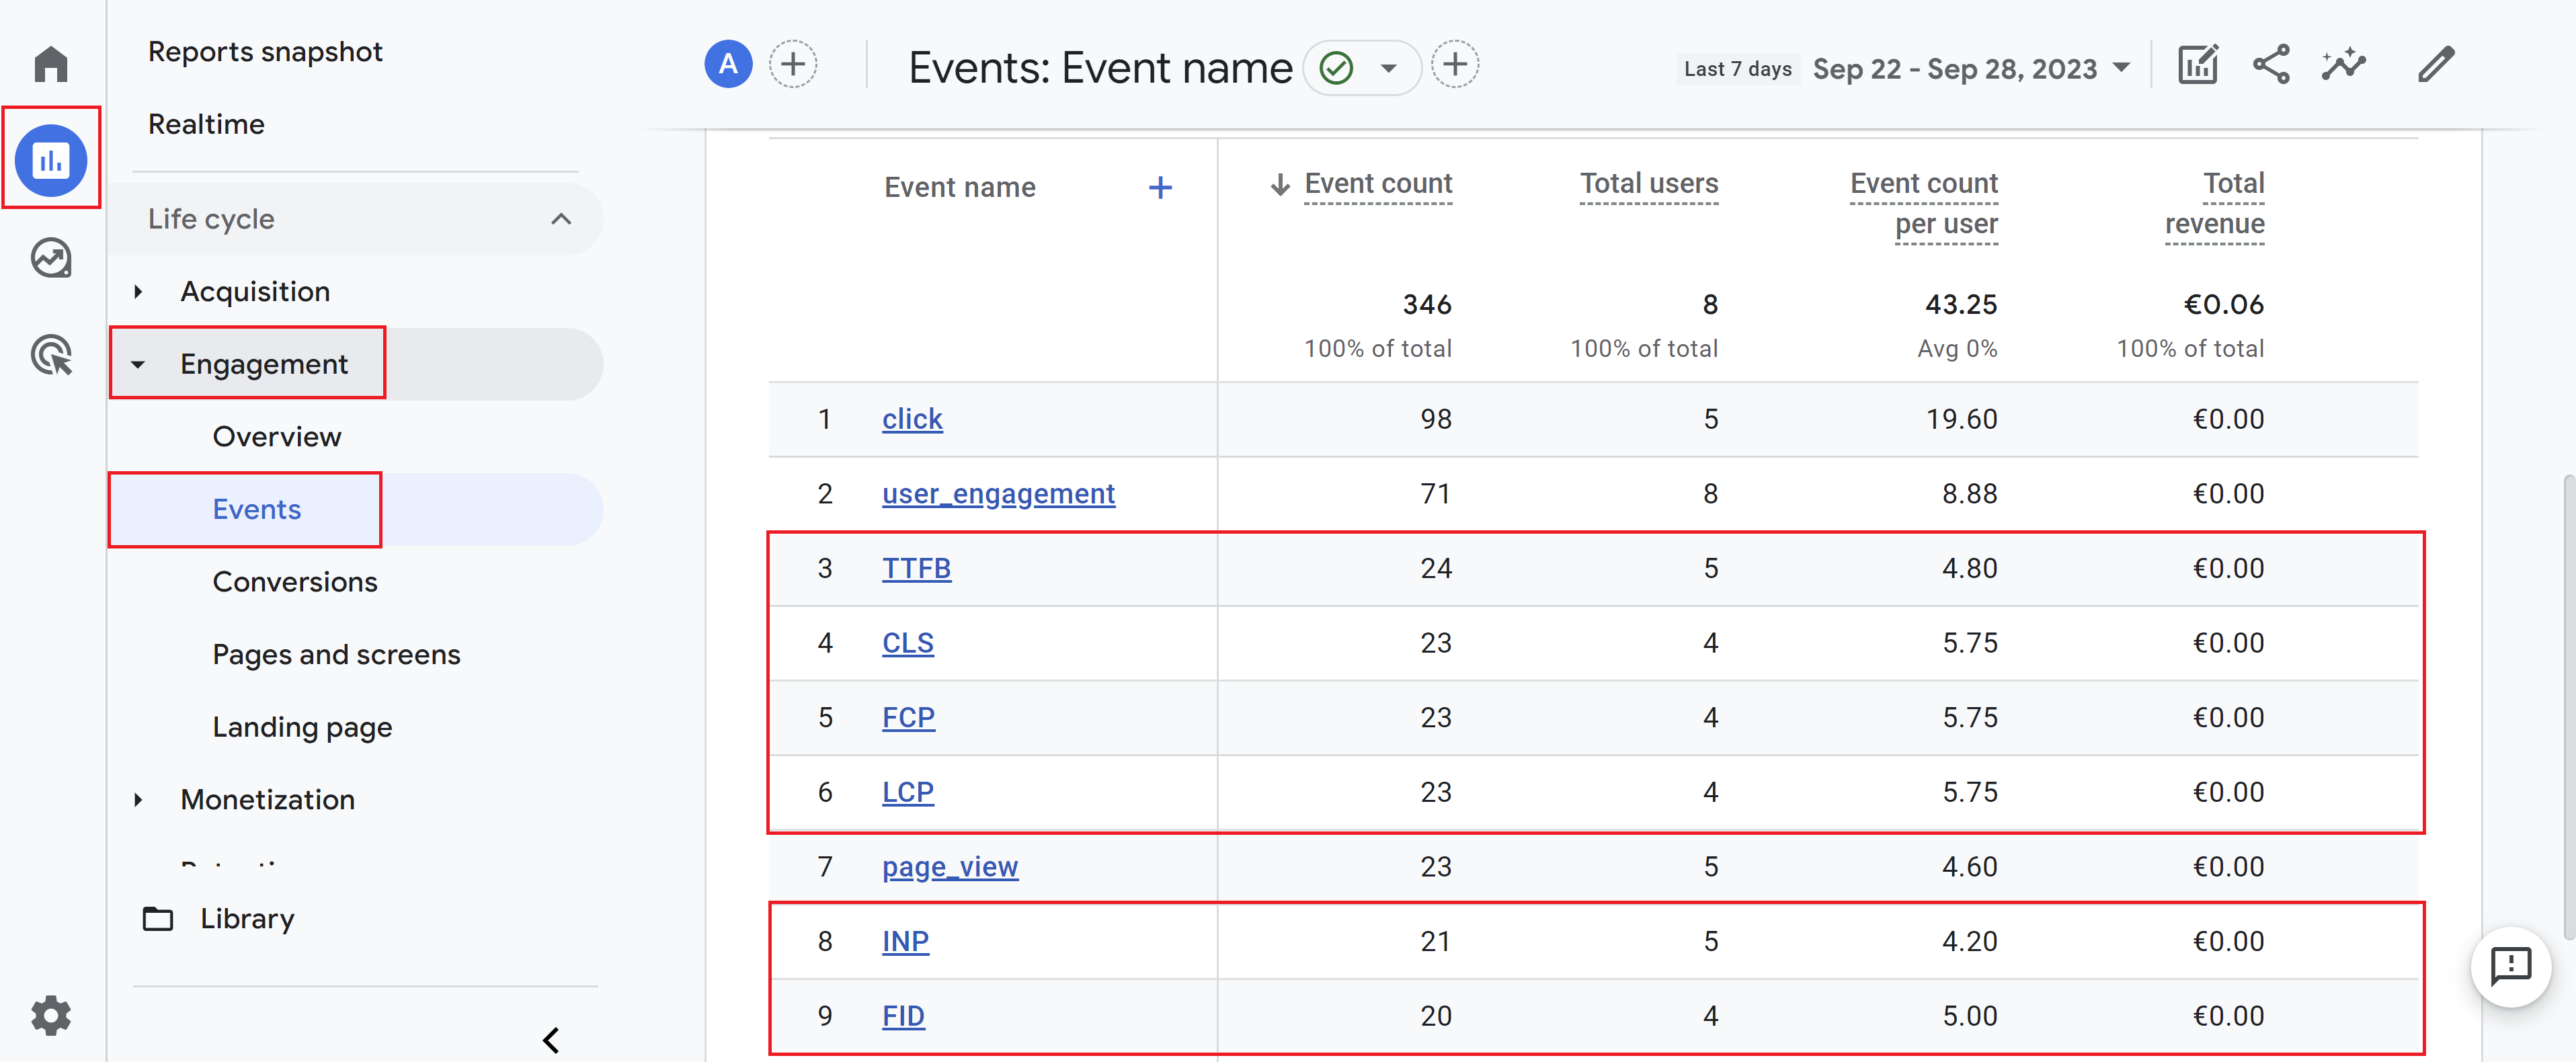 Reports snapshot
Realtime
Life cycle
Acquisition
Engagement
Overview
Events
Conversions
Pages and screens
Landing page
Monetization
Library
A
Events: Event name
Last 7 days Sep 22 - Sep 28, 2023
Event name + Event count Total users Event count per user Total revenue
346 8 43.25 €0.06
100% of total 100% of total Avg 0% 100% of total
1 click 98 5 19.60 €0.00
2 user_engagement 71 8 8.88 €0.00
3 TTFB 24 5 4.80 €0.00
4 CLS 23 4 5.75 €0.00
5 FCP 23 4 5.75 €0.00
6 LCP 23 4 5.75 €0.00
7 page_view 23 5 4.60 €0.00
8 INP 21 5 4.20 €0.00
9 FID 20 4 5.00 €0.00